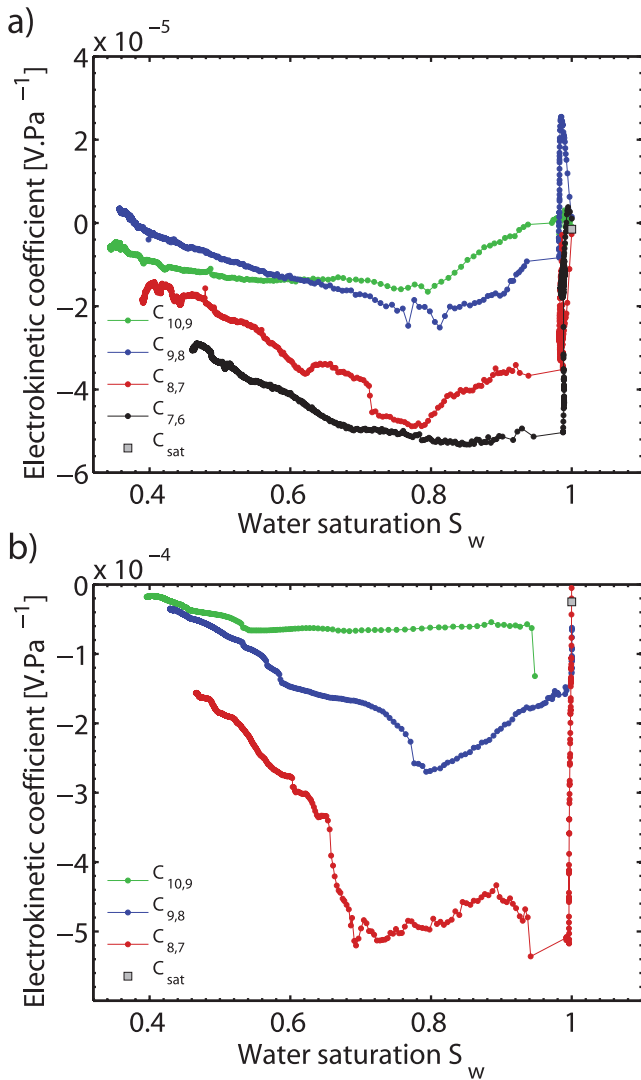 a)
x 10 −5
Electrokinetic coefficient [V.Pa −1]
4
2
0
−2
−4
−6
C 10,9
C 9,8
C 8,7
C 7,6
C sat
0.4 0.6 0.8 1
Water saturation S w
b)
x 10 −4
Electrokinetic coefficient [V.Pa −1]
0
−1
−2
−3
−4
−5
C 10,9
C 9,8
C 8,7
C sat
0.4 0.6 0.8 1
Water saturation S w